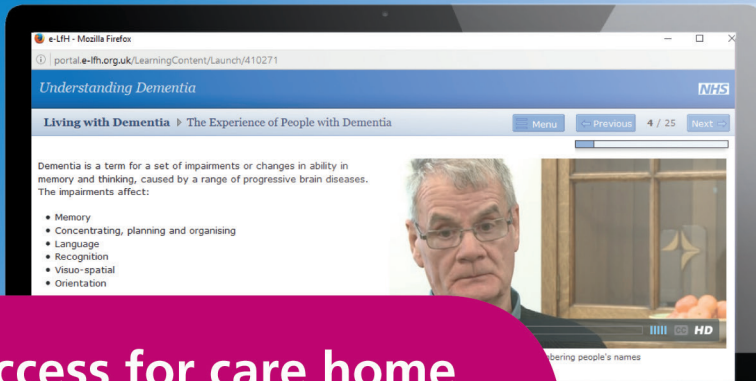 e-LfH - Mozilla Firefox
portal.e-lfh.org.uk/LearningContent/Launch/410271
Understanding Dementia
NHS
Living with Dementia The Experience of People with Dementia
Menu
Previous 4 / 25 Next
Dementia is a term for a set of impairments or changes in ability in
memory and thinking, caused by a range of progressive brain diseases.
The impairments affect:
• Memory
• Concentrating, planning and organising
• Language
• Recognition
• Visuo-spatial
• Orientation
HD
people's names
for care home